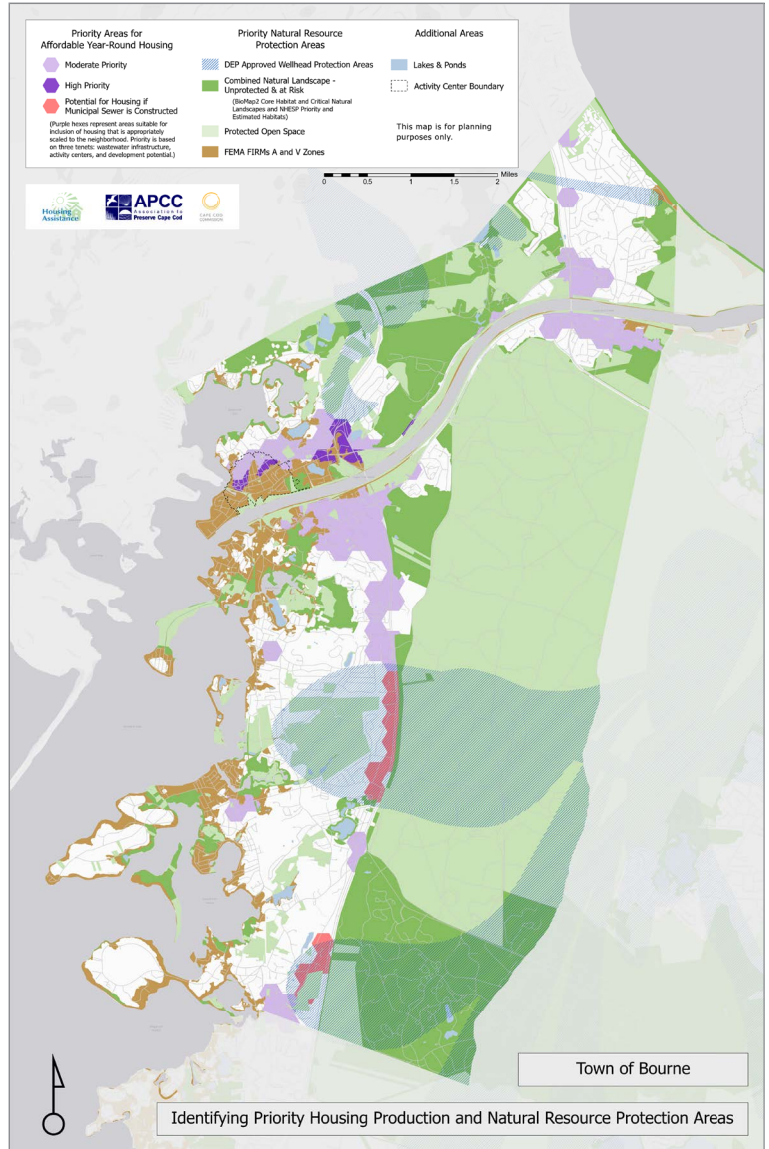 Priority Areas for
Affordable Year-Round Housing
Moderate Priority
High Priority
Potential for Housing if
Municipal Sewer is Constructed
(Purple hexes represent areas suitable for
inclusion of housing that is appropriately
scaled to the neighborhood. Priority is based
on three tenets: wastewater infrastructure,
activity centers, and development potential.)
Priority Natural Resource
Protection Areas
DEP Approved Wellhead Protection Areas
Combined Natural Landscape -
Unprotected & at Risk
(BioMap2 Core Habitat and Critical Natural
Landscapes and NHESP Priority and
Estimated Habitats)
Protected Open Space
FEMA FIRMs A and V Zones
Additional Areas
Lakes & Ponds
Activity Center Boundary
This map is for planning
purposes only.
Miles
0 0.5 1 1.5 2
Housing
Assistance
APCC
Association to
Preserve Cape Cod
CAPE COD
COMMISSION
Town of Bourne
Identifying Priority Housing Production and Natural Resource Protection Areas